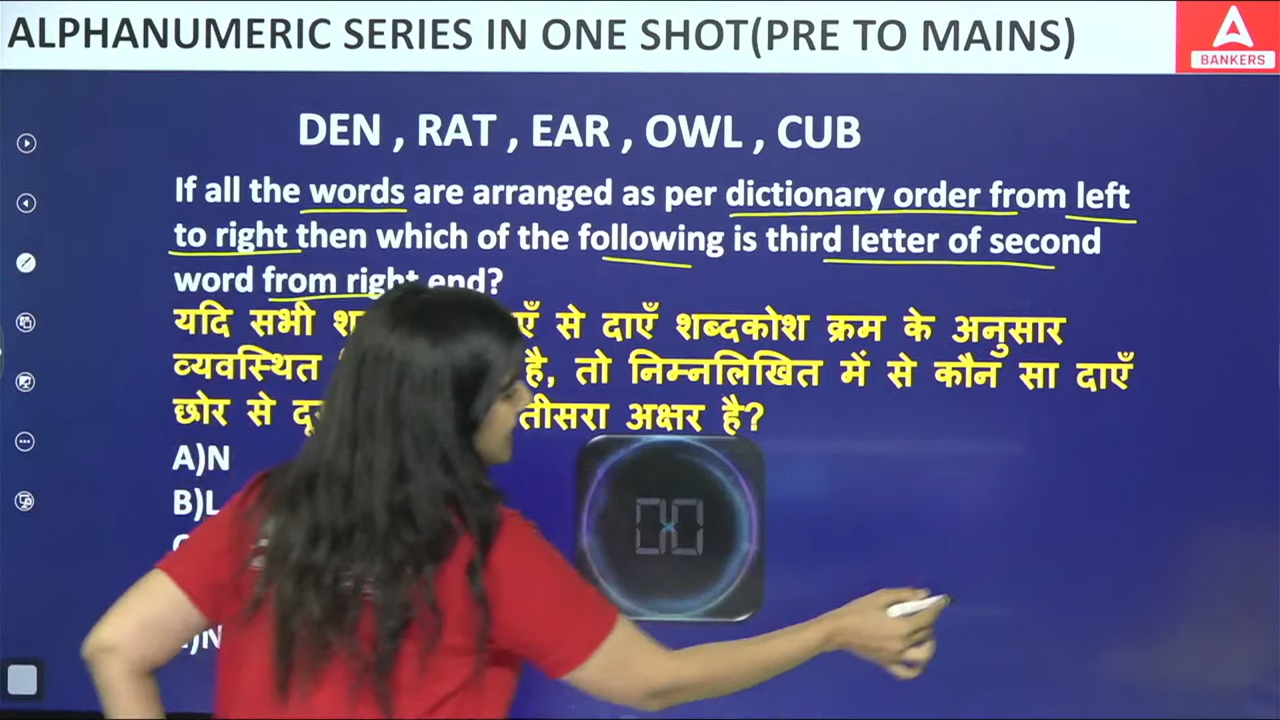 ALPHANUMERIC SERIES IN ONE SHOT(PRE TO MAINS)
A
BANKERS
DEN , RAT , EAR , OWL , CUB
If all the words are arranged as per dictionary order from left
to right then which of the following is third letter of second
word from right end?
यदि सभी से दाएँ शब्दकोश क्रम के अनुसार
व्यवस्थित है, तो निम्नलिखित में से कौन सा दाएँ
छोर से तीसरा अक्षर है?
A)N
B)L
00